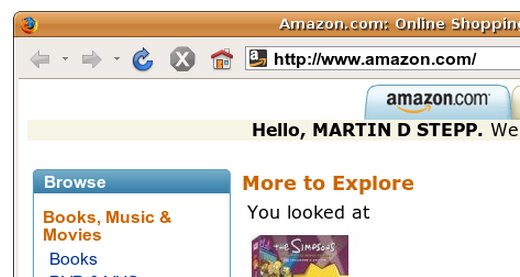 Amazon.com: Online Shopping
http://www.amazon.com/
amazon.com
Hello, MARTIN D STEPP. We
Browse
More to Explore
Books, Music &
Movies
You looked at
Books
the Simpsons